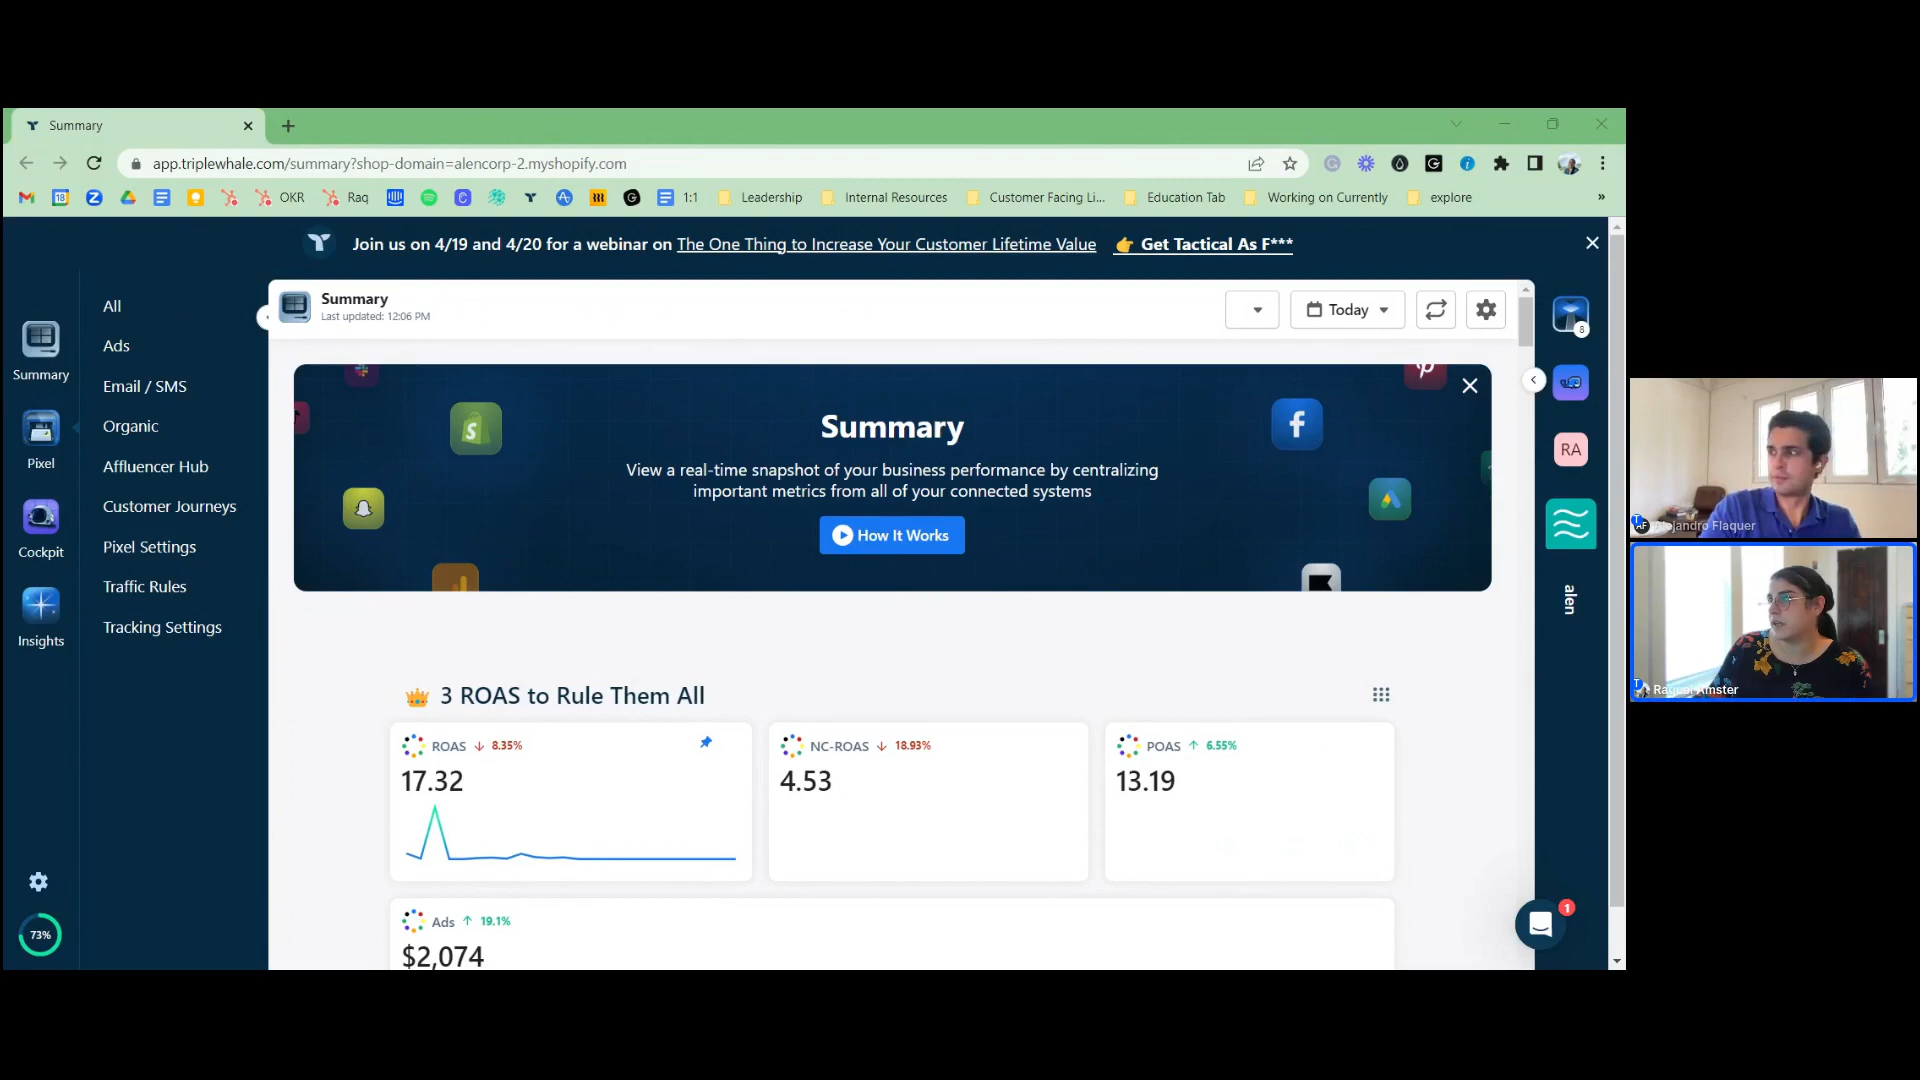 Summary
app.triplewhale.com/summary?shop-domain=alencorp-2.myshopify.com
18 OKR Raq 1:1 Leadership Internal Resources Customer Facing Li... Education Tab Working on Currently explore »
Join us on 4/19 and 4/20 for a webinar on The One Thing to Increase Your Customer Lifetime Value 👉 Get Tactical As F***
Summary
Pixel
Cockpit
Insights
73%
All
Ads
Email / SMS
Organic
Affluencer Hub
Customer Journeys
Pixel Settings
Traffic Rules
Tracking Settings
Summary
Last updated: 12:06 PM
Today
Summary
View a real-time snapshot of your business performance by centralizing
important metrics from all of your connected systems
How It Works
3 ROAS to Rule Them All
ROAS ↓ 8.35%
17.32
NC-ROAS ↓ 18.93%
4.53
POAS ↑ 6.55%
13.19
Ads ↑ 19.1%
$2,074
8
RA
alen
1
AF Alejandro Flaquer
Raquel Amster